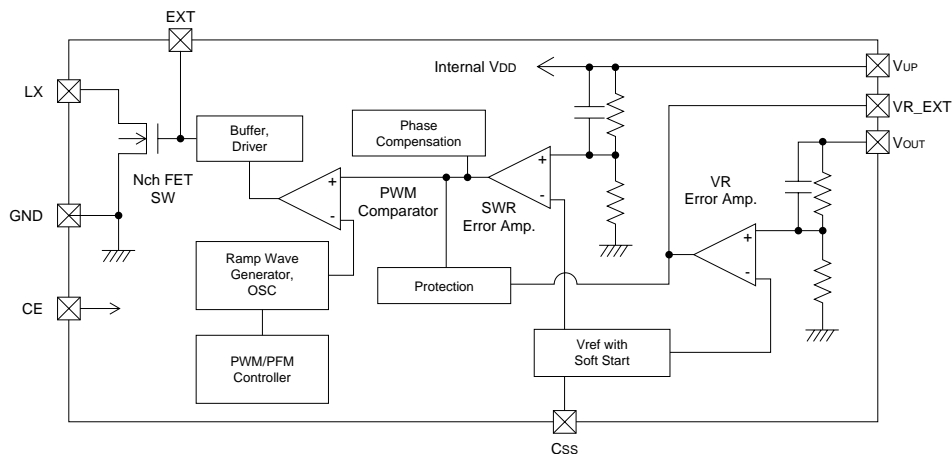 EXT
LX
GND
CE
Nch FET
SW
Buffer,
Driver
Phase
Compensation
Internal VDD
+
-
PWM
Comparator
+
-
SWR
Error Amp.
Ramp Wave
Generator,
OSC
PWM/PFM
Controller
Protection
Vref with
Soft Start
VR
Error Amp.
+
-
VUP
VR_EXT
VOUT
CSS